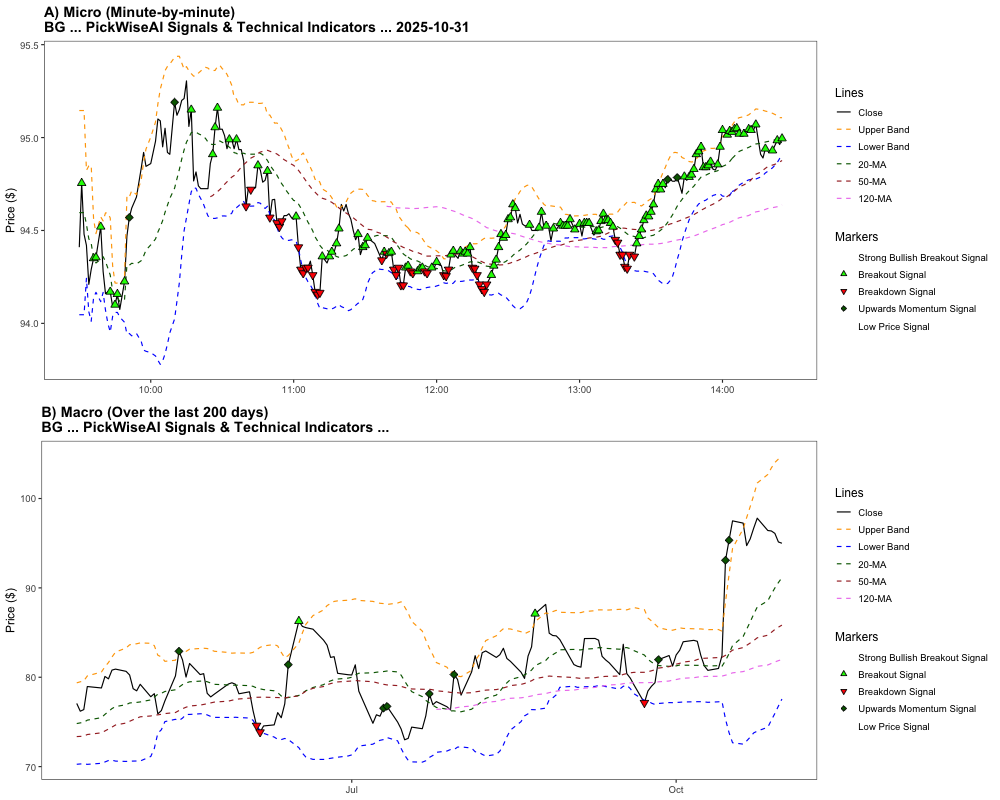 A) Micro (Minute-by-minute)
BG ... PickWiseAI Signals & Technical Indicators ... 2025-10-31
95.5
95.0
94.5
94.0
Price ($)
10:00
11:00
12:00
13:00
14:00
Lines
Close
Upper Band
Lower Band
20-MA
50-MA
120-MA
Markers
Strong Bullish Breakout Signal
Breakout Signal
Breakdown Signal
Upwards Momentum Signal
Low Price Signal
B) Macro (Over the last 200 days)
BG ... PickWiseAI Signals & Technical Indicators ...
100
90
80
70
Price ($)
Jul
Oct
Lines
Close
Upper Band
Lower Band
20-MA
50-MA
120-MA
Markers
Strong Bullish Breakout Signal
Breakout Signal
Breakdown Signal
Upwards Momentum Signal
Low Price Signal